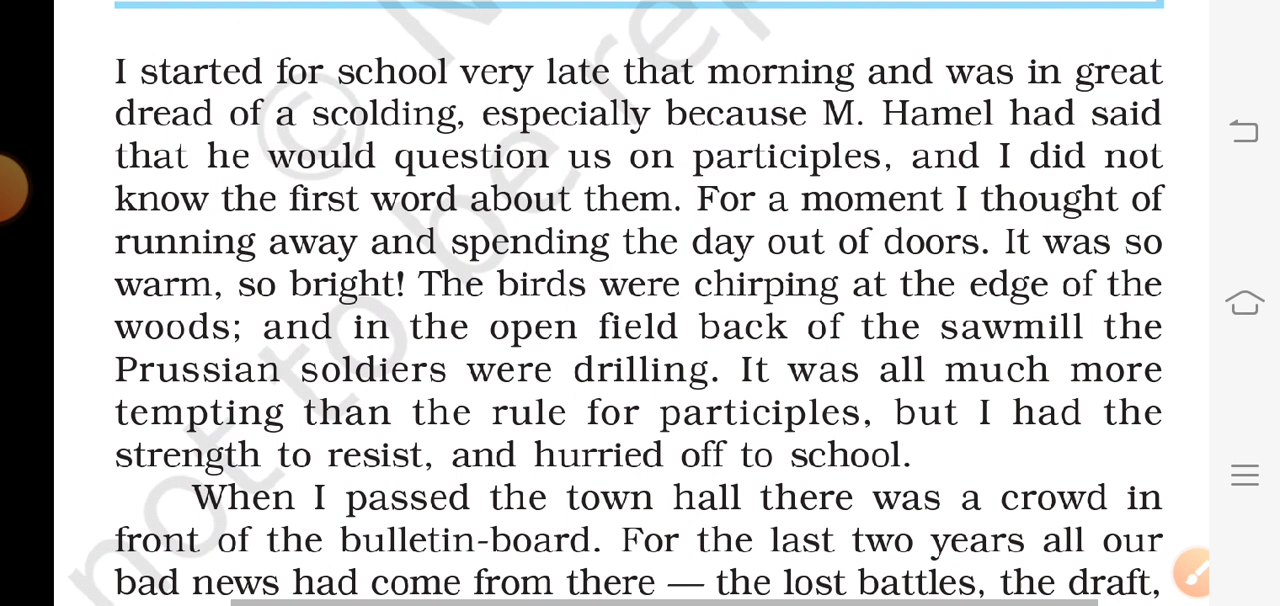 I started for school very late that morning and was in great
dread of a scolding, especially because M. Hamel had said
that he would question us on participles, and I did not
know the first word about them. For a moment I thought of
running away and spending the day out of doors. It was so
warm, so bright! The birds were chirping at the edge of the
woods; and in the open field back of the sawmill the
Prussian soldiers were drilling. It was all much more
tempting than the rule for participles, but I had the
strength to resist, and hurried off to school.
When I passed the town hall there was a crowd in
front of the bulletin-board. For the last two years all our
bad news had come from there — the lost battles, the draft,
©
not to be